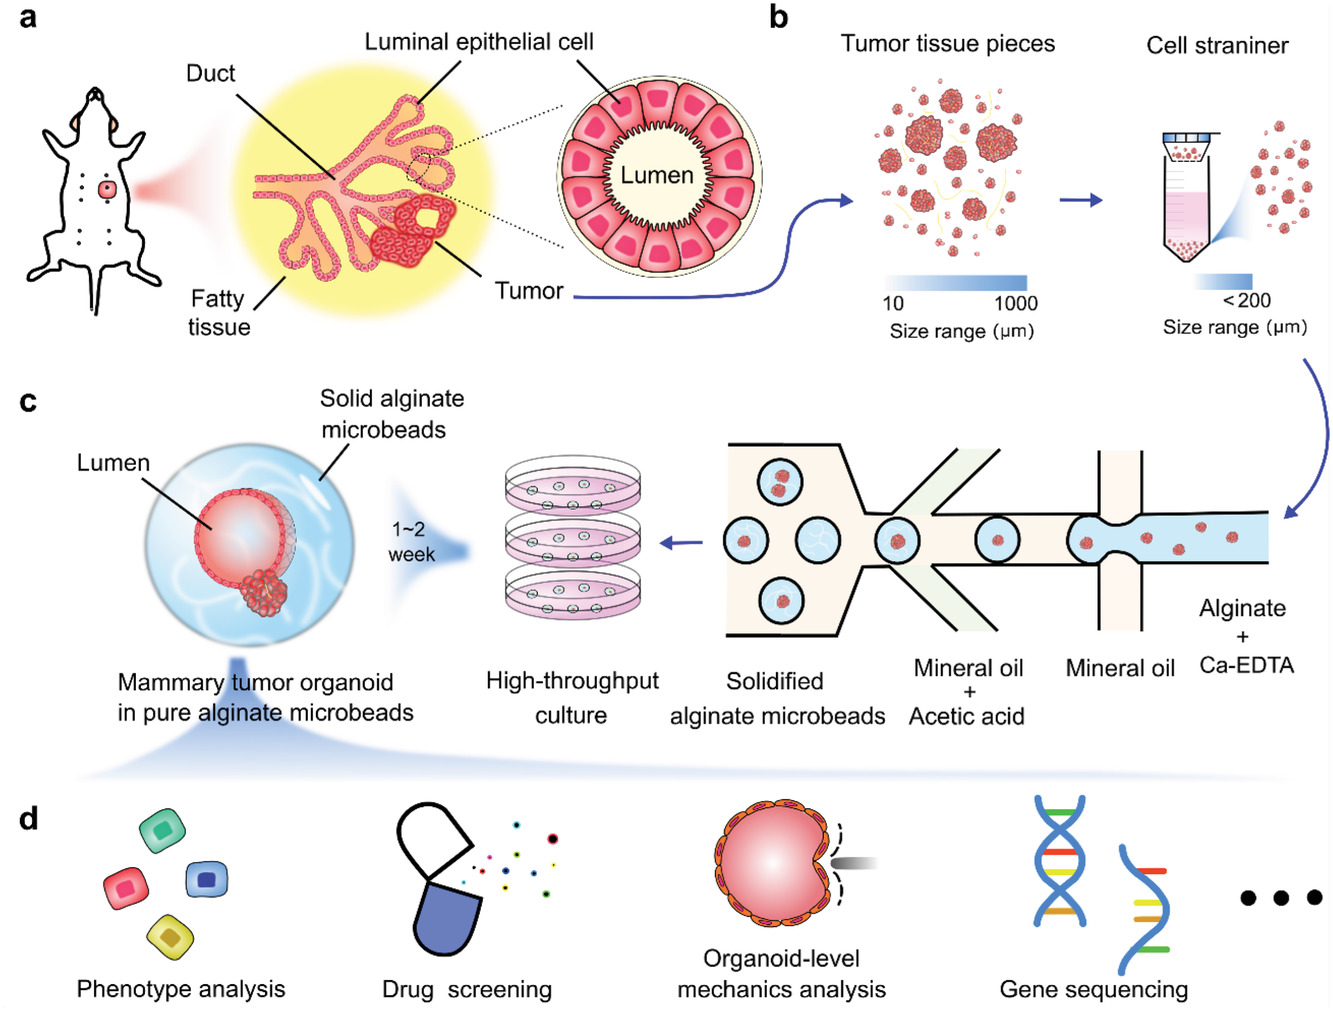 a
Luminal epithelial cell
Duct
Lumen
Fatty
tissue
Tumor
b
Tumor tissue pieces
Cell straniner
10 1000
Size range (μm)
<200
Size range (μm)
c
Solid alginate
microbeads
Lumen
1~2
week
Mammary tumor organoid
in pure alginate microbeads
High-throughput
culture
Solidified
alginate microbeads
Mineral oil
+
Acetic acid
Mineral oil
Alginate
+
Ca-EDTA
d
Phenotype analysis
Drug screening
Organoid-level
mechanics analysis
Gene sequencing